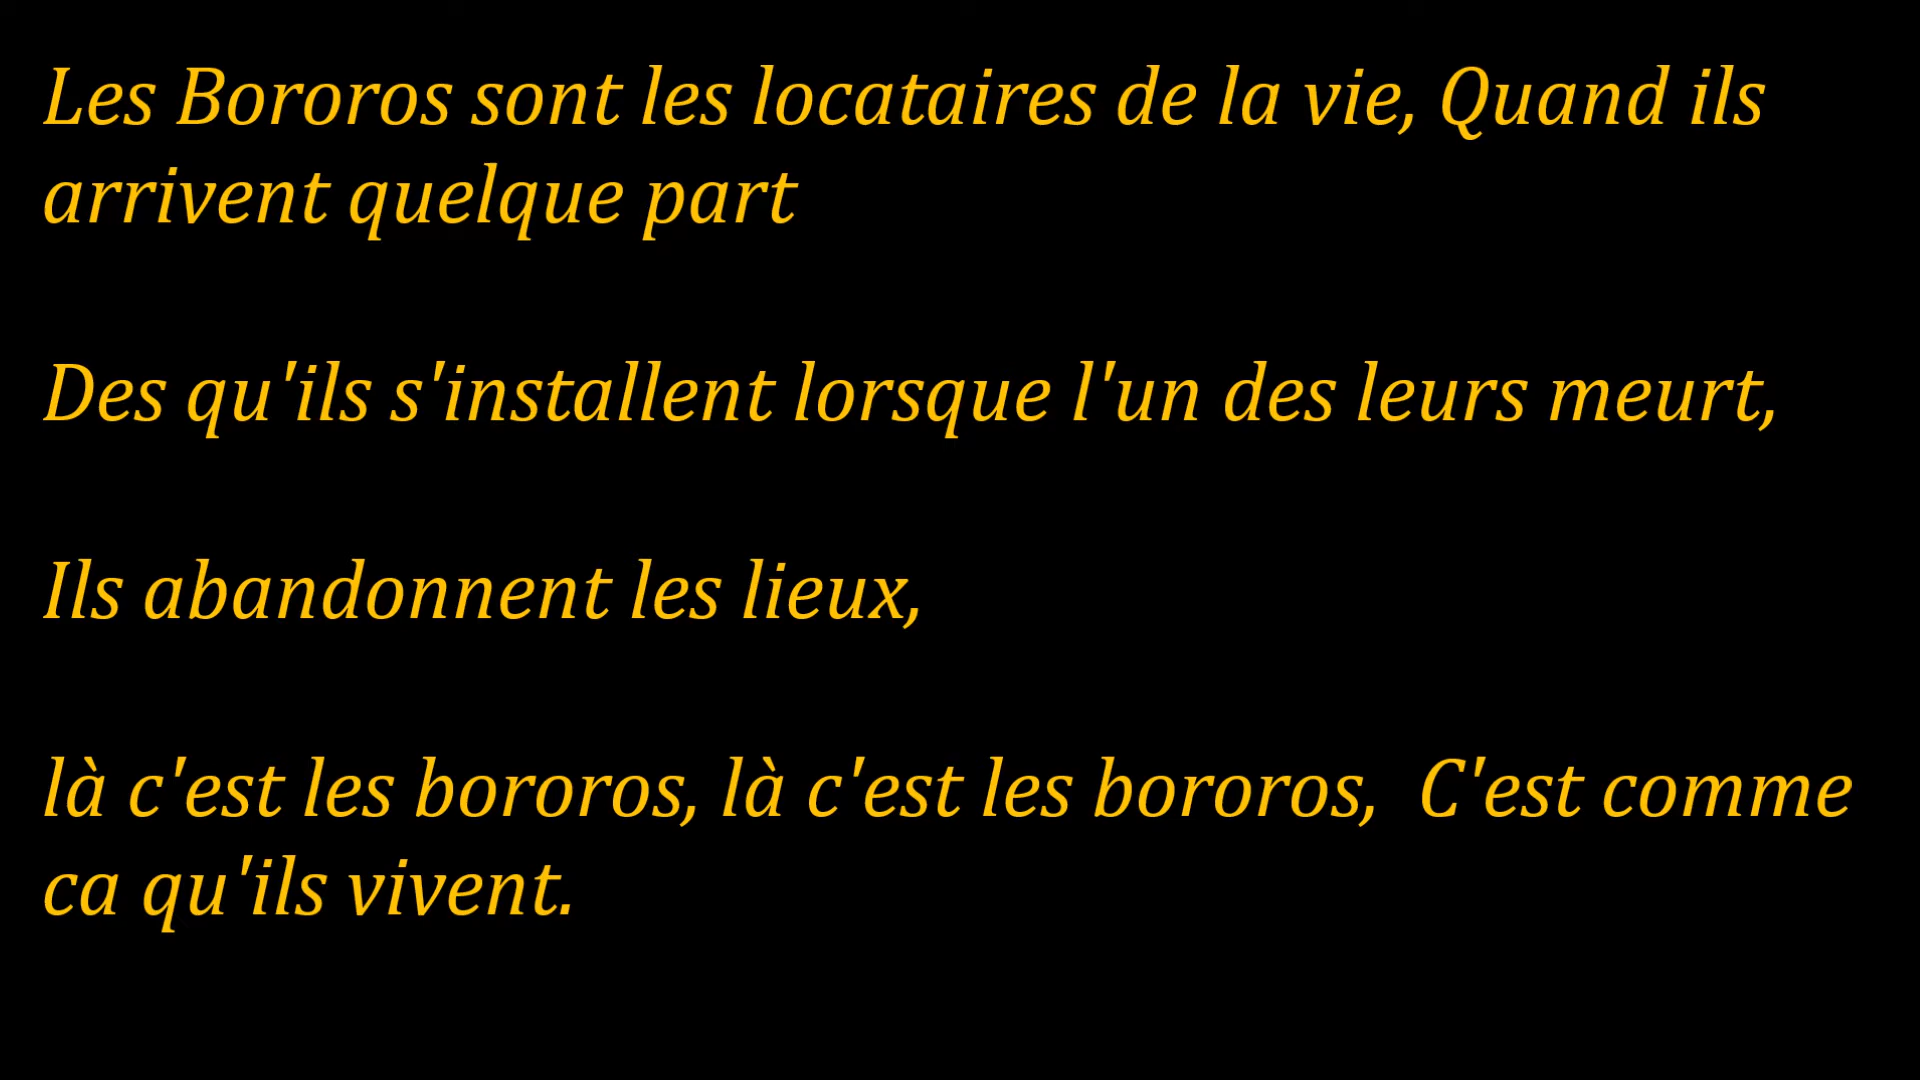 Les Bororos sont les locataires de la vie, Quand ils
arrivent quelque part
Des qu'ils s'installent lorsque l'un des leurs meurt,
Ils abandonnent les lieux,
là c'est les bororos, là c'est les bororos,  C'est comme
ca qu'ils vivent.